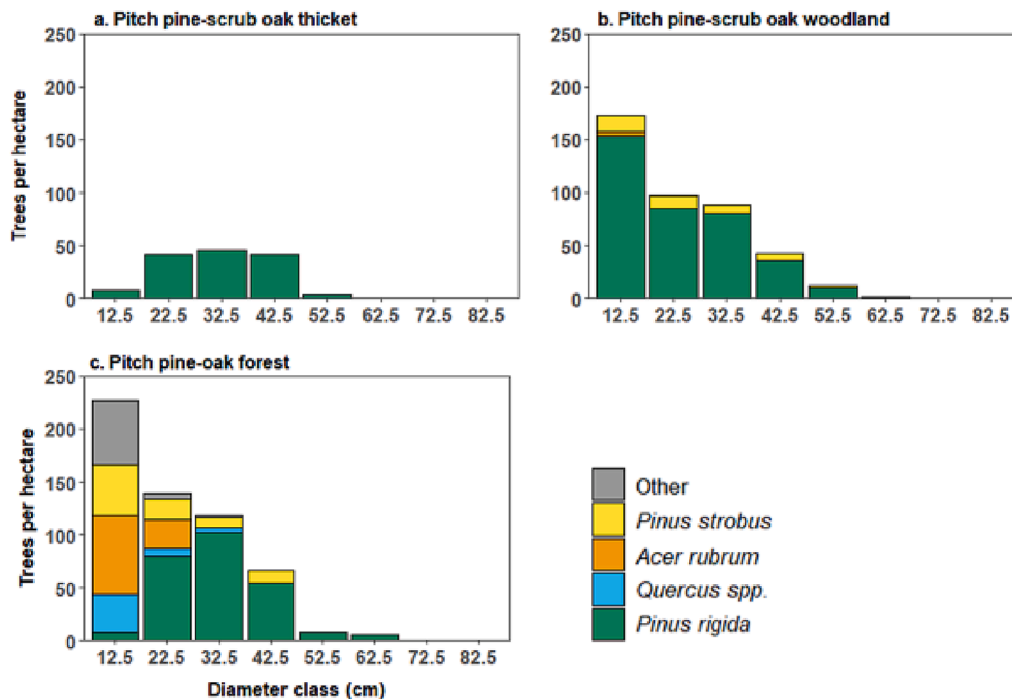 a. Pitch pine-scrub oak thicket
250
200
150
100
50
0
Trees per hectare
12.5 22.5 32.5 42.5 52.5 62.5 72.5 82.5
b. Pitch pine-scrub oak woodland
250
200
150
100
50
0
12.5 22.5 32.5 42.5 52.5 62.5 72.5 82.5
c. Pitch pine-oak forest
250
200
150
100
50
0
Trees per hectare
12.5 22.5 32.5 42.5 52.5 62.5 72.5 82.5
Diameter class (cm)
Other
Pinus strobus
Acer rubrum
Quercus spp.
Pinus rigida